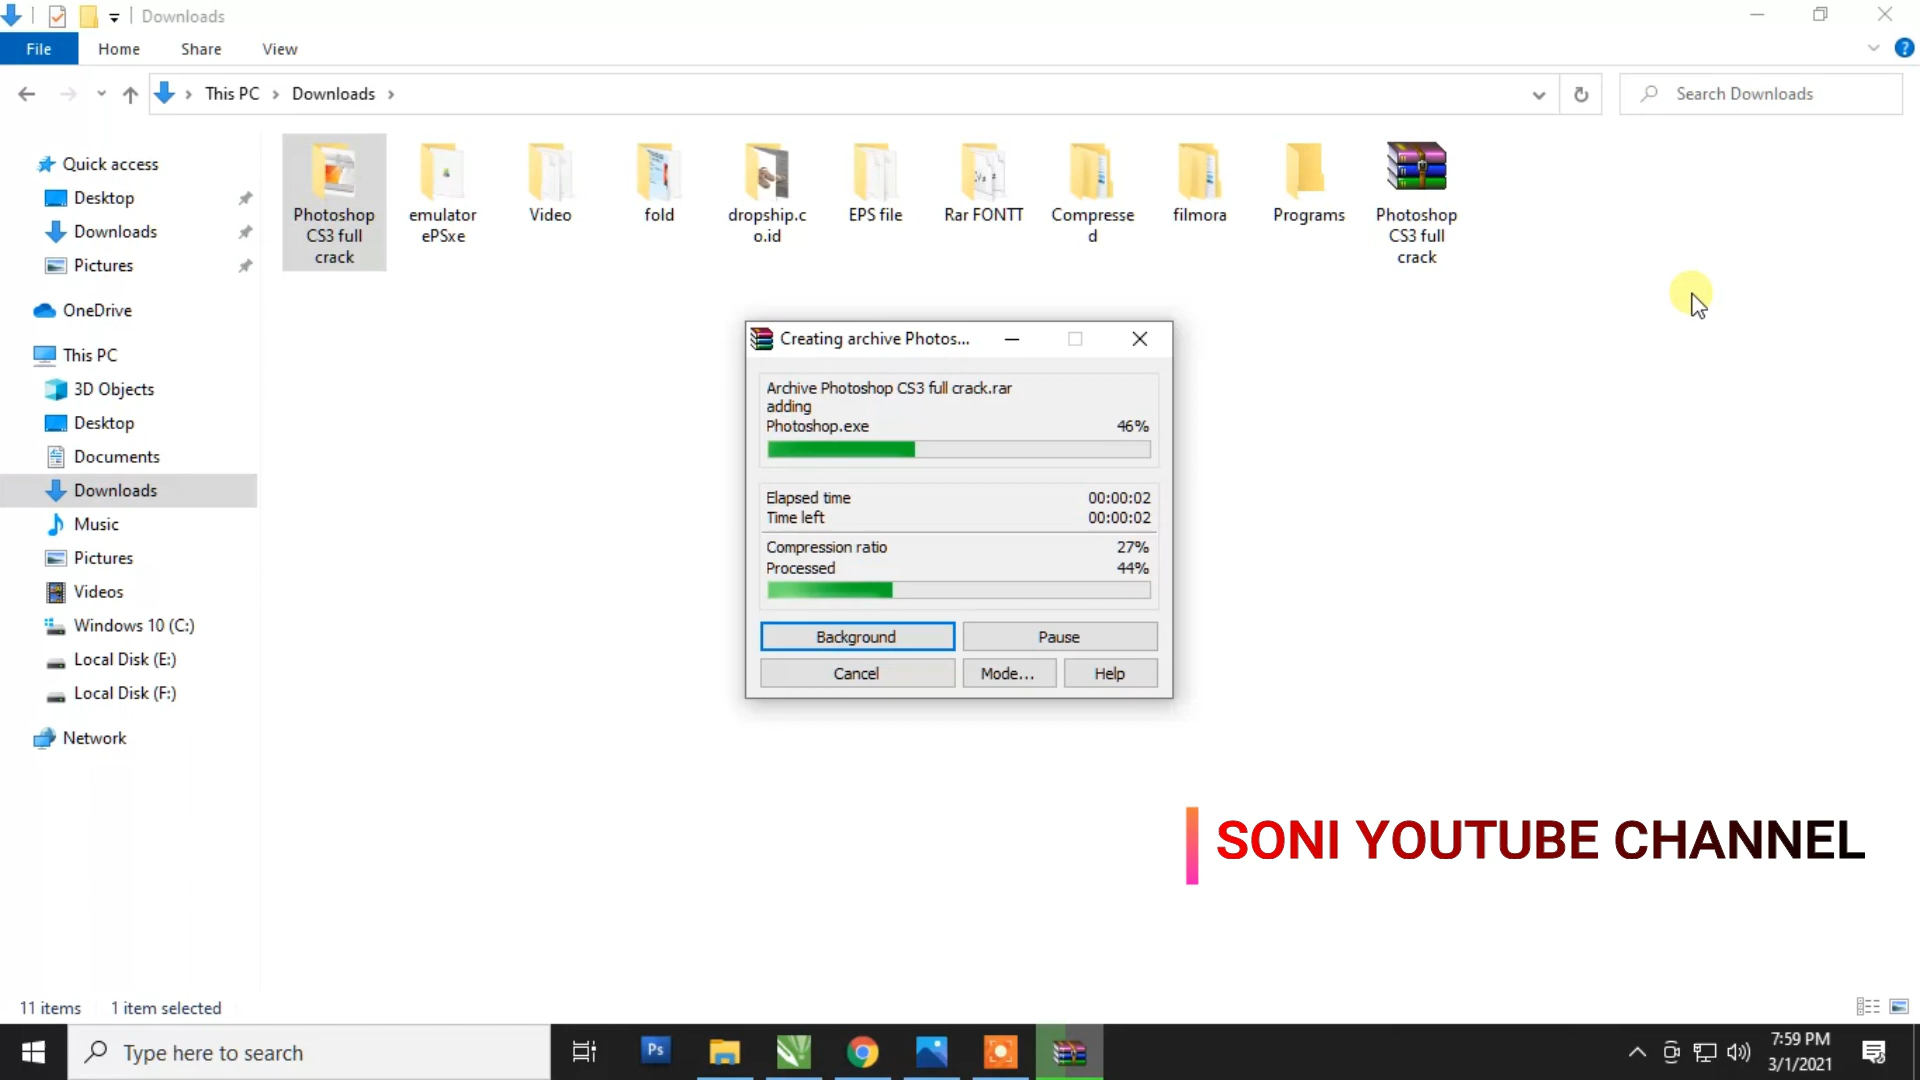 Downloads
File
Home
Share
View
This PC
Downloads
Search Downloads
Quick access
Desktop
Downloads
Pictures
OneDrive
This PC
3D Objects
Desktop
Documents
Downloads
Music
Pictures
Videos
Windows 10 (C:)
Local Disk (E:)
Local Disk (F:)
Network
Photoshop
CS3 full
crack
emulator
ePSxe
Video
fold
dropship.c
o.id
EPS file
Rar FONTT
Compresse
d
filmora
Programs
Photoshop
CS3 full
crack
Creating archive Photos...
Archive Photoshop CS3 full crack.rar
adding
Photoshop.exe 46%
Elapsed time 00:00:02
Time left 00:00:02
Compression ratio 27%
Processed 44%
Background
Pause
Cancel
Mode...
Help
SONI YOUTUBE CHANNEL
11 items
1 item selected
Type here to search
Ps
7:59 PM
3/1/2021